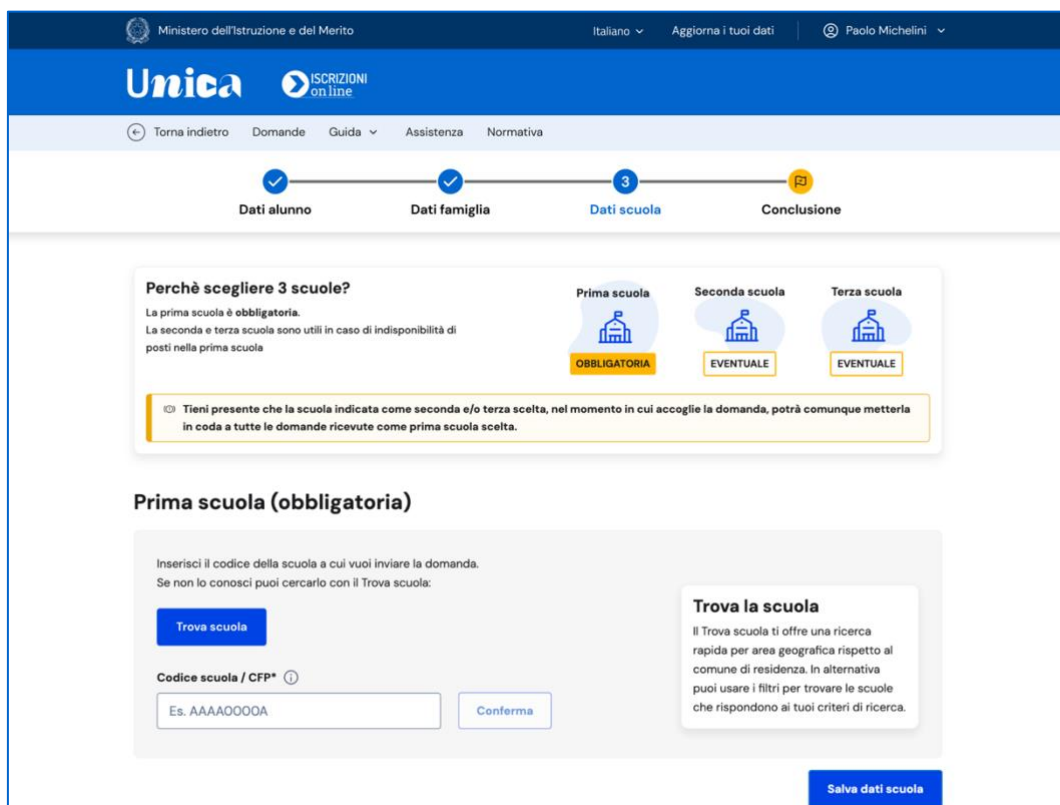 Ministero dell'Istruzione e del Merito
Italiano
Aggiorna i tuoi dati
Paolo Michelini
Unica
ISCRIZIONI
on line
Torna indietro
Domande
Guida
Assistenza
Normativa
3
Dati alunno
Dati famiglia
Dati scuola
Conclusione
Perchè scegliere 3 scuole?
La prima scuola è obbligatoria.
La seconda e terza scuola sono utili in caso di indisponibilità di
posti nella prima scuola
Prima scuola
OBBLIGATORIA
Seconda scuola
EVENTUALE
Terza scuola
EVENTUALE
Tieni presente che la scuola indicata come seconda e/o terza scelta, nel momento in cui accoglie la domanda, potrà comunque metterla
in coda a tutte le domande ricevute come prima scuola scelta.
Prima scuola (obbligatoria)
Inserisci il codice della scuola a cui vuoi inviare la domanda.
Se non lo conosci puoi cercarlo con il Trova scuola:
Trova scuola
Codice scuola / CFP*
Es. AAAA0000A
Conferma
Trova la scuola
Il Trova scuola ti offre una ricerca
rapida per area geografica rispetto al
comune di residenza. In alternativa
puoi usare i filtri per trovare le scuole
che rispondono ai tuoi criteri di ricerca.
Salva dati scuola